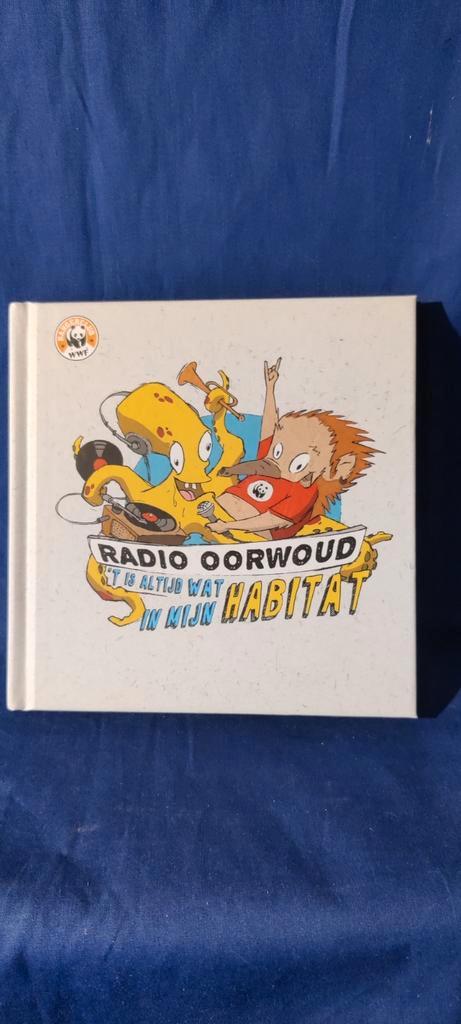 WWF
RADIO OORWOUD
'T IS ALTIJD WAT
IN MIJN HABITAT